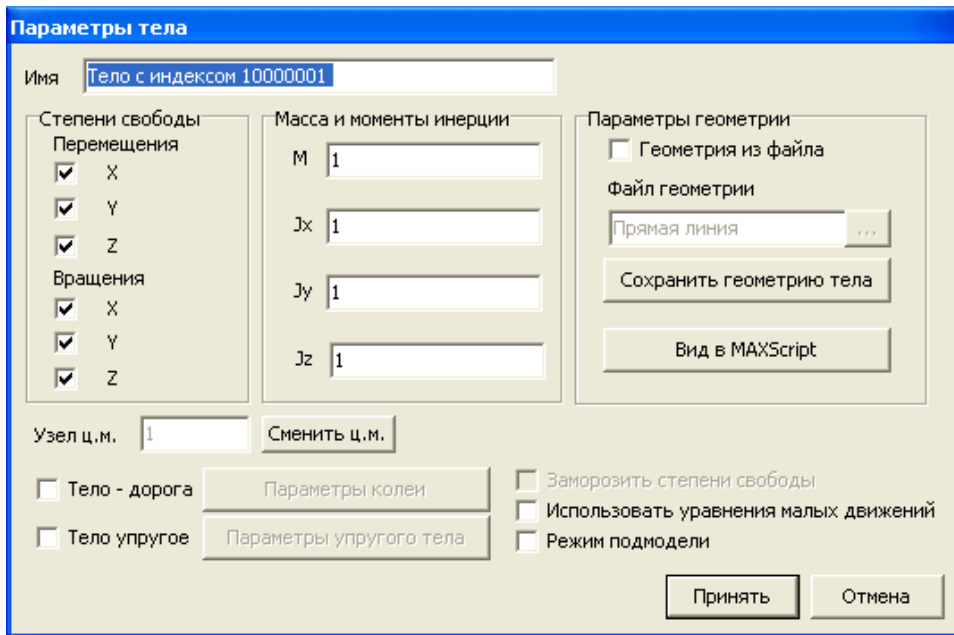 Параметры тела
Имя Тело с индексом 10000001
Степени свободы
Перемещения
X
Y
Z
Вращения
X
Y
Z
Масса и моменты инерции
M 1
Jx 1
Jy 1
Jz 1
Параметры геометрии
Геометрия из файла
Файл геометрии
Прямая линия ...
Сохранить геометрию тела
Вид в MAXScript
Узел ц.м. 1 Сменить ц.м.
Тело - дорога Параметры колеи
Тело упругое Параметры упругого тела
Заморозить степени свободы
Использовать уравнения малых движений
Режим подмодели
Принять Отмена